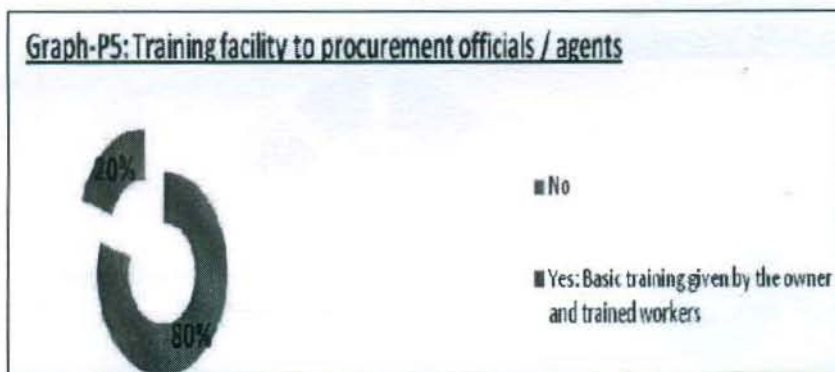 Graph-P5: Training facility to procurement officials / agents
20%
No
Yes: Basic training given by the owner
and trained workers
80%